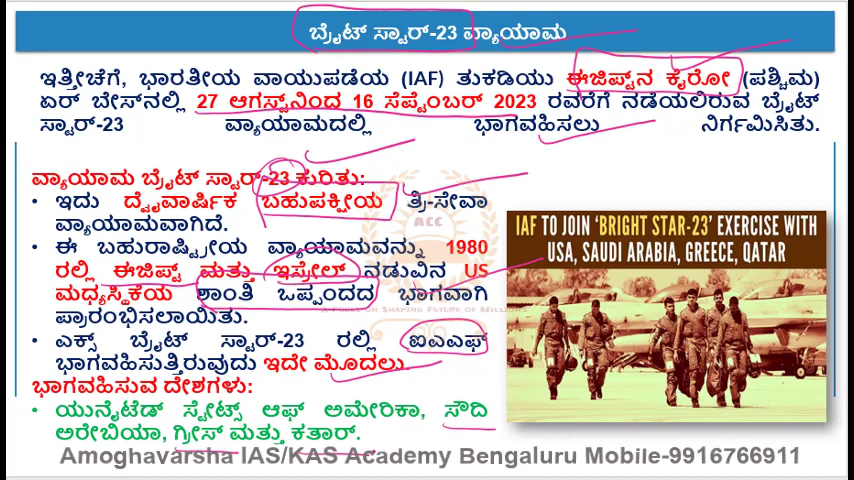 ಬ್ರೈಟ್ ಸ್ಟಾರ್-23 ವ್ಯಾಯಾಮ
ಇತ್ತೀಚೆಗೆ, ಭಾರತೀಯ ವಾಯುಪಡೆಯ (IAF) ತುಕಡಿಯು ಈಜಿಪ್ಟ್‌ನ ಕೈರೋ (ಪಶ್ಚಿಮ)
ಏರ್ ಬೇಸ್‌ನಲ್ಲಿ 27 ಆಗಸ್ಟ್‌ನಿಂದ 16 ಸೆಪ್ಟೆಂಬರ್ 2023 ರವರೆಗೆ ನಡೆಯಲಿರುವ ಬ್ರೈಟ್
ಸ್ಟಾರ್-23 ವ್ಯಾಯಾಮದಲ್ಲಿ ಭಾಗವಹಿಸಲು ನಿರ್ಗಮಿಸಿತು.
ವ್ಯಾಯಾಮ ಬ್ರೈಟ್ ಸ್ಟಾರ್-23 ಕುರಿತು:
• ಇದು ದ್ವೈವಾರ್ಷಿಕ ಬಹುಪಕ್ಷೀಯ ತ್ರಿ-ಸೇವಾ
ವ್ಯಾಯಾಮವಾಗಿದೆ.
• ಈ ಬಹುರಾಷ್ಟ್ರೀಯ ವ್ಯಾಯಾಮವನ್ನು 1980
ರಲ್ಲಿ ಈಜಿಪ್ಟ್ ಮತ್ತು ಇಸ್ರೇಲ್ ನಡುವಿನ US
ಮಧ್ಯಸ್ಥಿಕೆಯ ಶಾಂತಿ ಒಪ್ಪಂದದ ಭಾಗವಾಗಿ
ಪ್ರಾರಂಭಿಸಲಾಯಿತು.
• ಎಕ್ಸ್ ಬ್ರೈಟ್ ಸ್ಟಾರ್-23 ರಲ್ಲಿ ಐಎಎಫ್
ಭಾಗವಹಿಸುತ್ತಿರುವುದು ಇದೇ ಮೊದಲು.
ಭಾಗವಹಿಸುವ ದೇಶಗಳು:
• ಯುನೈಟೆಡ್ ಸ್ಟೇಟ್ಸ್ ಆಫ್ ಅಮೇರಿಕಾ, ಸೌದಿ
ಅರೇಬಿಯಾ, ಗ್ರೀಸ್ ಮತ್ತು ಕತಾರ್.
ACC
IAF TO JOIN ‘BRIGHT STAR-23’ EXERCISE WITH
USA, SAUDI ARABIA, GREECE, QATAR
Amoghavarsha IAS/KAS Academy Bengaluru Mobile-9916766911